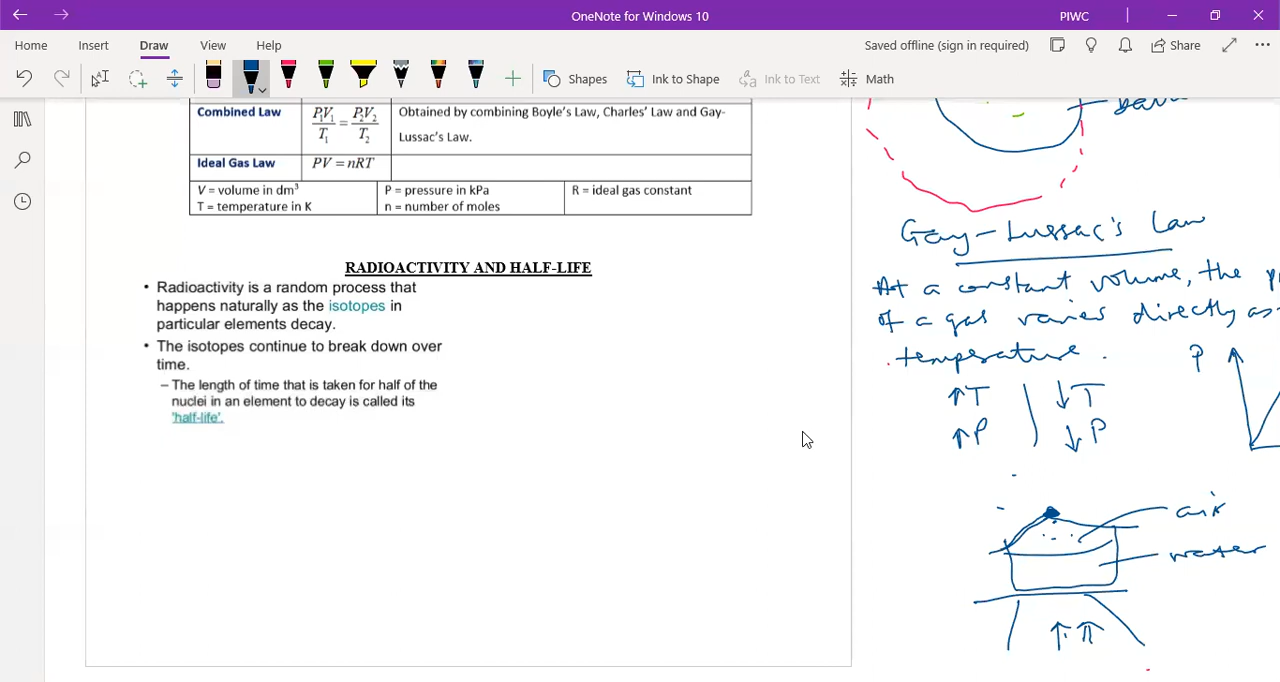 OneNote for Windows 10
PIWC
Home Insert Draw View Help
Saved offline (sign in required)
Share
Shapes
Ink to Shape
Ink to Text
Math
Combined Law
P₁V₁/T₁ = P₂V₂/T₂
Obtained by combining Boyle's Law, Charles' Law and Gay-
Lussac's Law.
Ideal Gas Law
PV = nRT
V = volume in dm³
T = temperature in K
P = pressure in kPa
n = number of moles
R = ideal gas constant
RADIOACTIVITY AND HALF-LIFE
• Radioactivity is a random process that
happens naturally as the isotopes in
particular elements decay.
• The isotopes continue to break down over
time.
– The length of time that is taken for half of the
nuclei in an element to decay is called its
'half-life'.
Gay-Lussac's Law
At a constant volume, the
of a gas varies directly as
temperature.
P
↑T ↓T
↑P ↓P
air
water